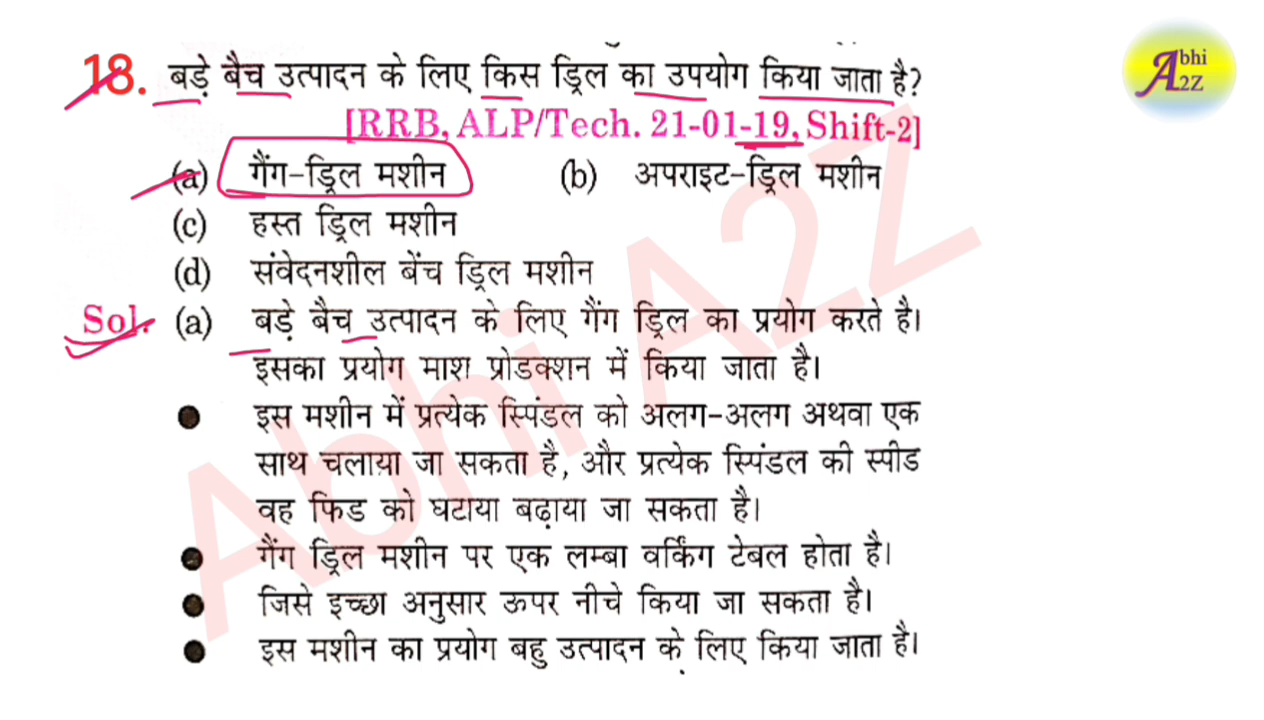 18. बड़े बैच उत्पादन के लिए किस ड्रिल का उपयोग किया जाता है?
[RRB, ALP/Tech. 21-01-19, Shift-2]
(a) गैंग-ड्रिल मशीन (b) अपराइट-ड्रिल मशीन
(c) हस्त ड्रिल मशीन
(d) संवेदनशील बेंच ड्रिल मशीन
Sol. (a) बड़े बैच उत्पादन के लिए गैंग ड्रिल का प्रयोग करते है।
इसका प्रयोग माश प्रोडक्शन में किया जाता है।
● इस मशीन में प्रत्येक स्पिंडल को अलग-अलग अथवा एक
साथ चलाया जा सकता है, और प्रत्येक स्पिंडल की स्पीड
वह फिड को घटाया बढ़ाया जा सकता है।
● गैंग ड्रिल मशीन पर एक लम्बा वर्किंग टेबल होता है।
● जिसे इच्छा अनुसार ऊपर नीचे किया जा सकता है।
● इस मशीन का प्रयोग बहु उत्पादन के लिए किया जाता है।
Abhi A2Z
Abhi A2Z